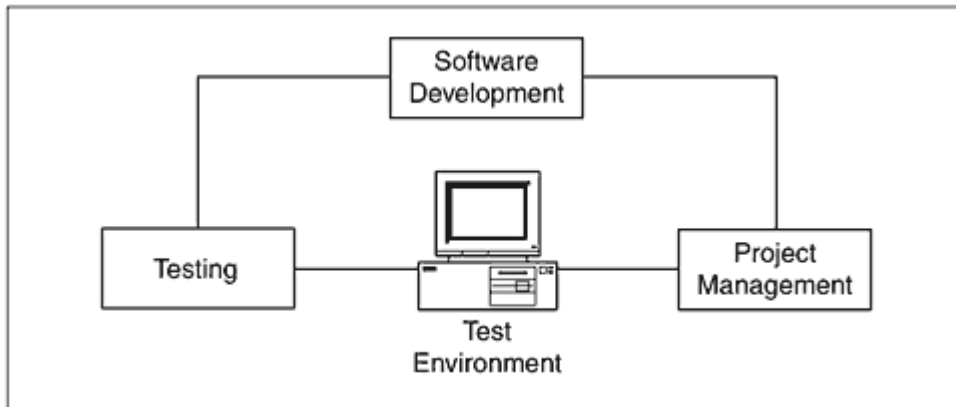 Software
Development
Testing
Project
Management
Test
Environment